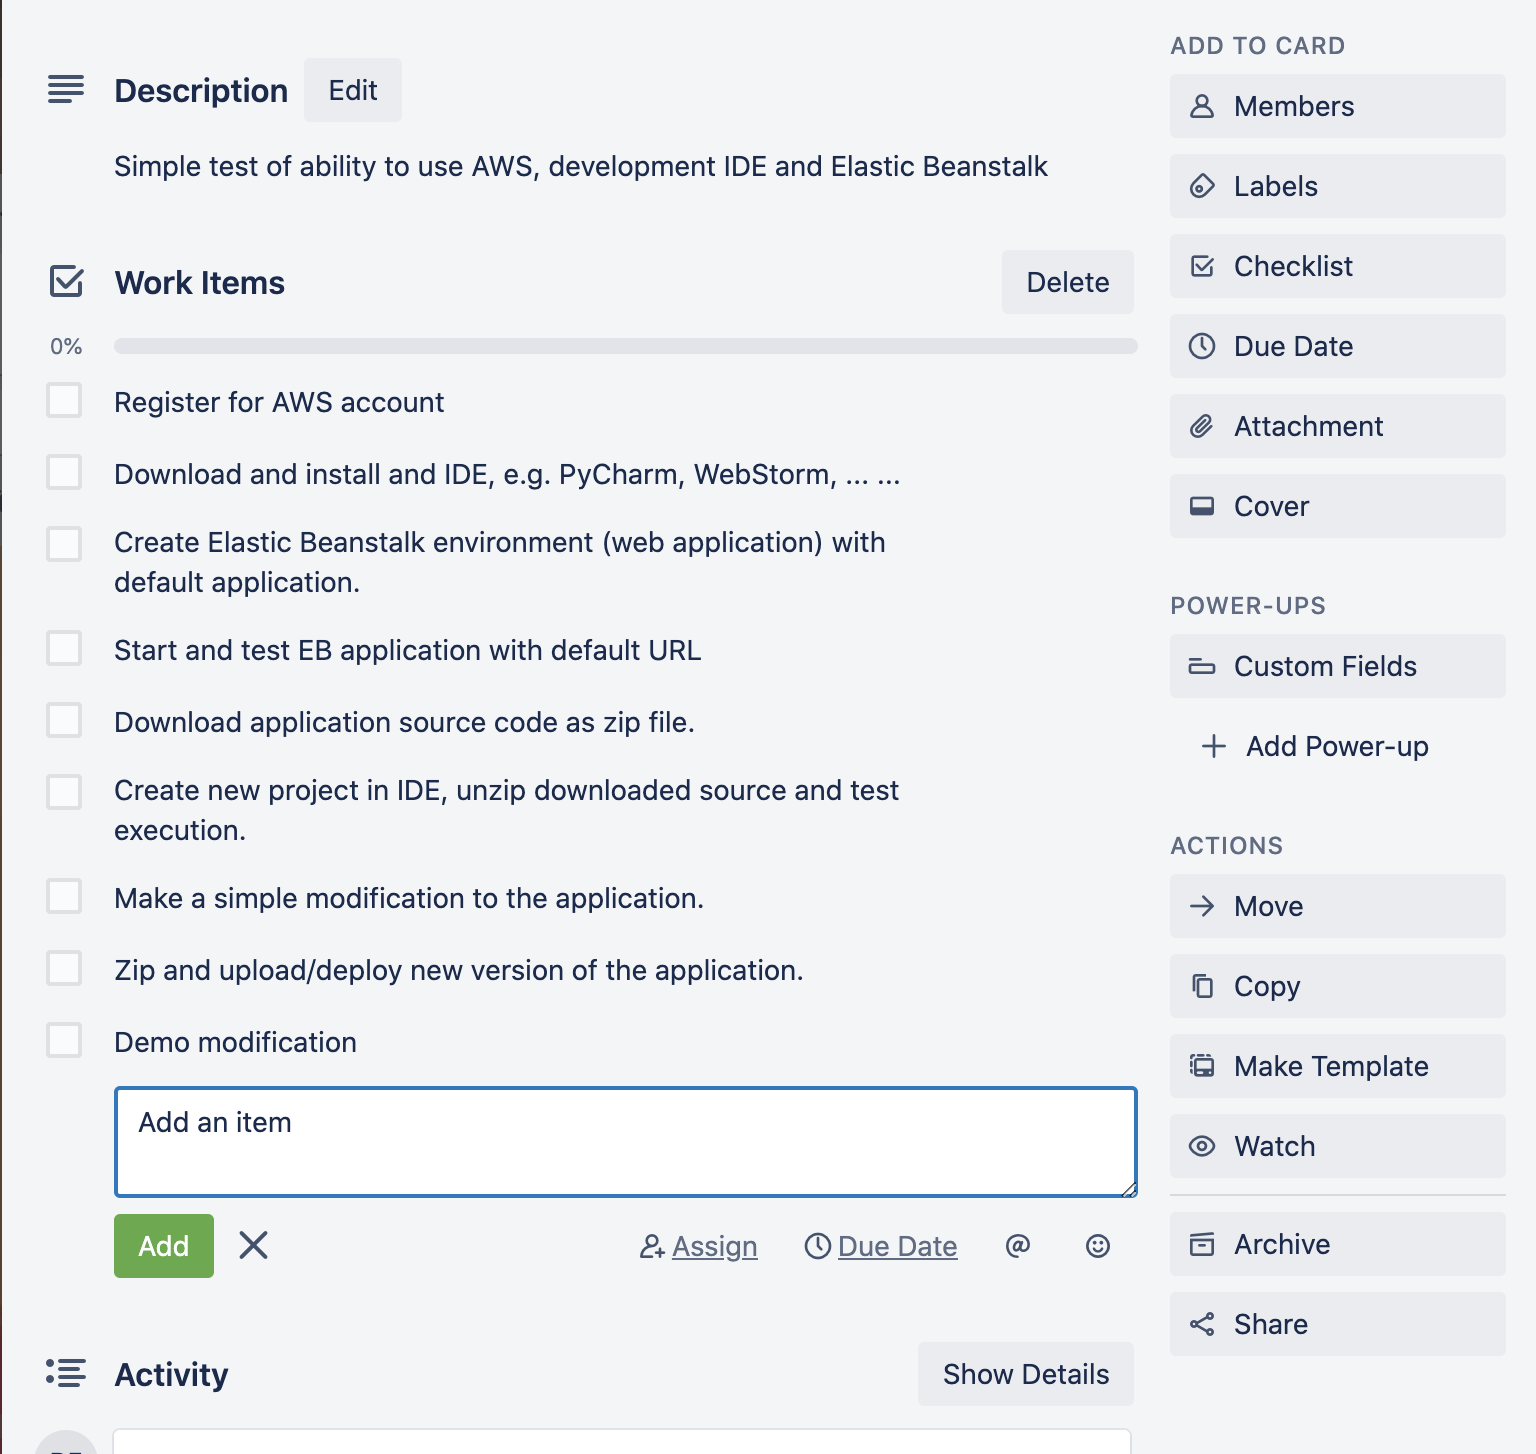 Description
Edit
Simple test of ability to use AWS, development IDE and Elastic Beanstalk
Work Items
Delete
0%
Register for AWS account
Download and install and IDE, e.g. PyCharm, WebStorm, ... ...
Create Elastic Beanstalk environment (web application) with
default application.
Start and test EB application with default URL
Download application source code as zip file.
Create new project in IDE, unzip downloaded source and test
execution.
Make a simple modification to the application.
Zip and upload/deploy new version of the application.
Demo modification
Add an item
Add
Assign
Due Date
@
Activity
Show Details
ADD TO CARD
Members
Labels
Checklist
Due Date
Attachment
Cover
POWER-UPS
Custom Fields
Add Power-up
ACTIONS
Move
Copy
Make Template
Watch
Archive
Share